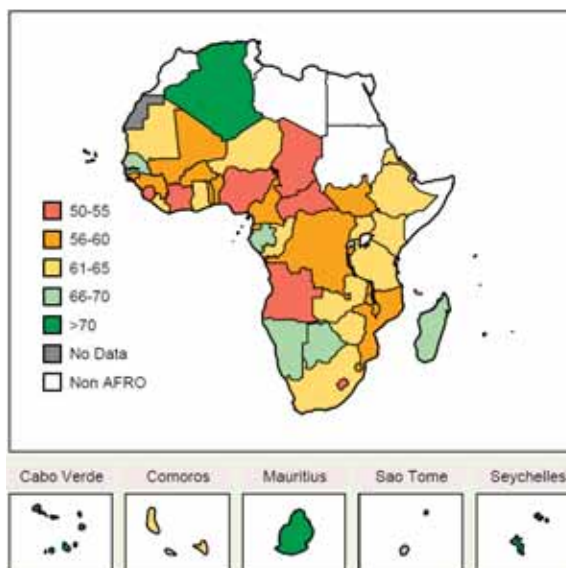 50-55
56-60
61-65
66-70
>70
No Data
Non AFRO
Cabo Verde
Comoros
Mauritius
Sao Tome
Seychelles